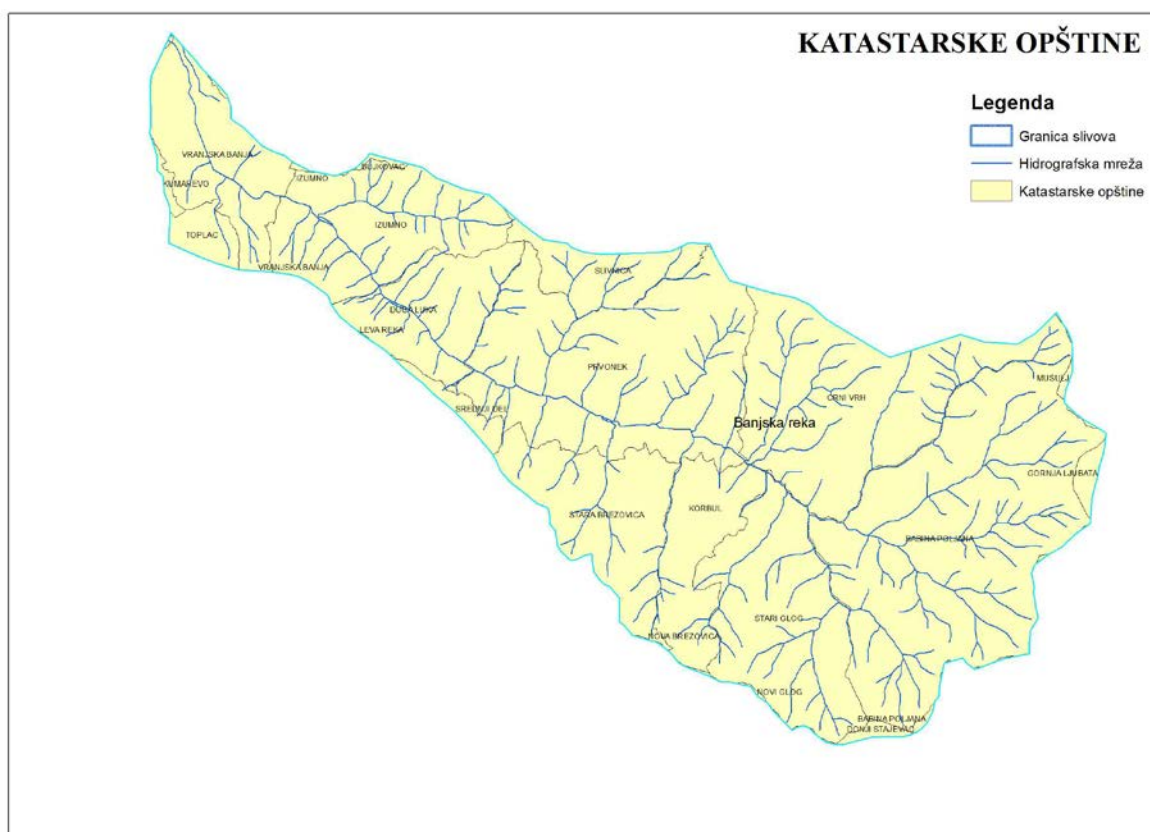 KATASTARSKE OPŠTINE
Legenda
Granica slivova
Hidrografska mreža
Katastarske opštine
VRANJSKA BANJA
BUJKOVAC
IZUMNO
KUMAREVO
IZUMNO
TOPLAC
VRANJSKA BANJA
SLIVNICA
DUGA LUKA
LEVA REKA
PRVONEK
MUSULJ
CRNI VRH
SREDNJI DEL
Banjska reka
GORNJA LJUBATA
KORBUL
STARA BREZOVICA
BABINA POLJANA
STARI GLOG
NOVA BREZOVICA
NOVI GLOG
BABINA POLJANA
DONJI STAJEVAC